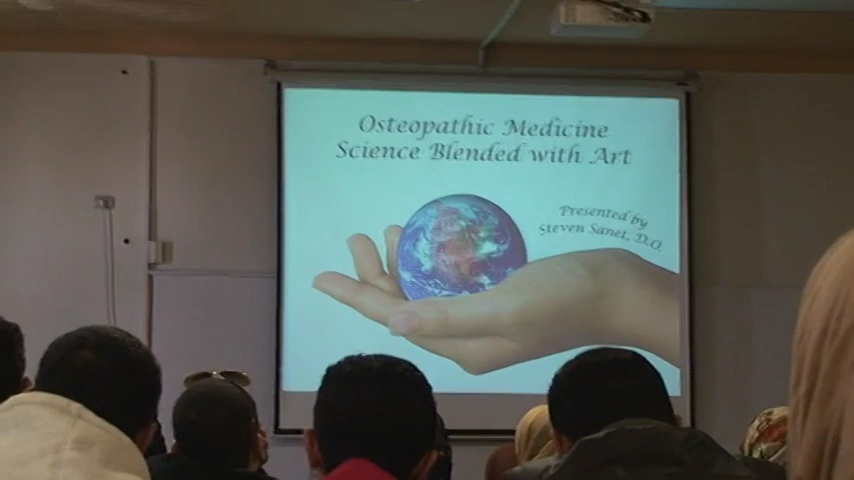 Osteopathic Medicine
Science Blended with Art
Presented by
Steven Sanet, D.O.